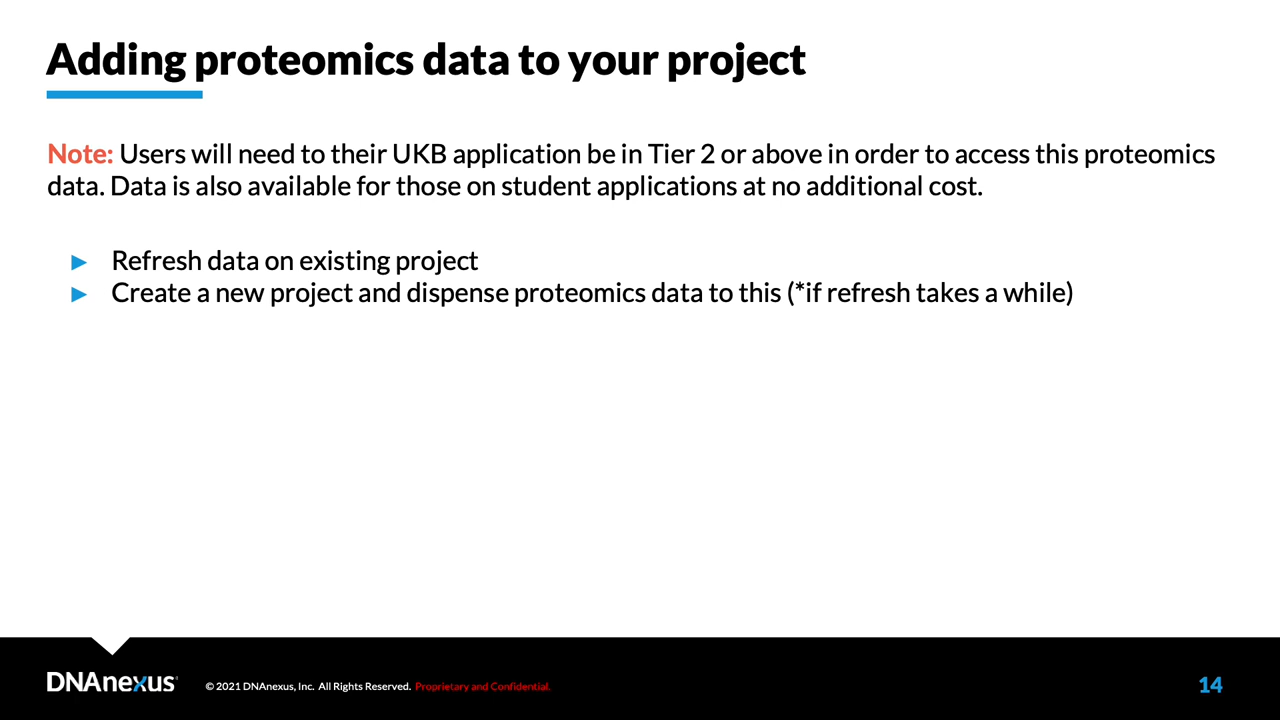 Adding proteomics data to your project
Note: Users will need to their UKB application be in Tier 2 or above in order to access this proteomics
data. Data is also available for those on student applications at no additional cost.
► Refresh data on existing project
► Create a new project and dispense proteomics data to this (*if refresh takes a while)
DNAnexus
© 2021 DNAnexus, Inc. All Rights Reserved. Proprietary and Confidential.
14